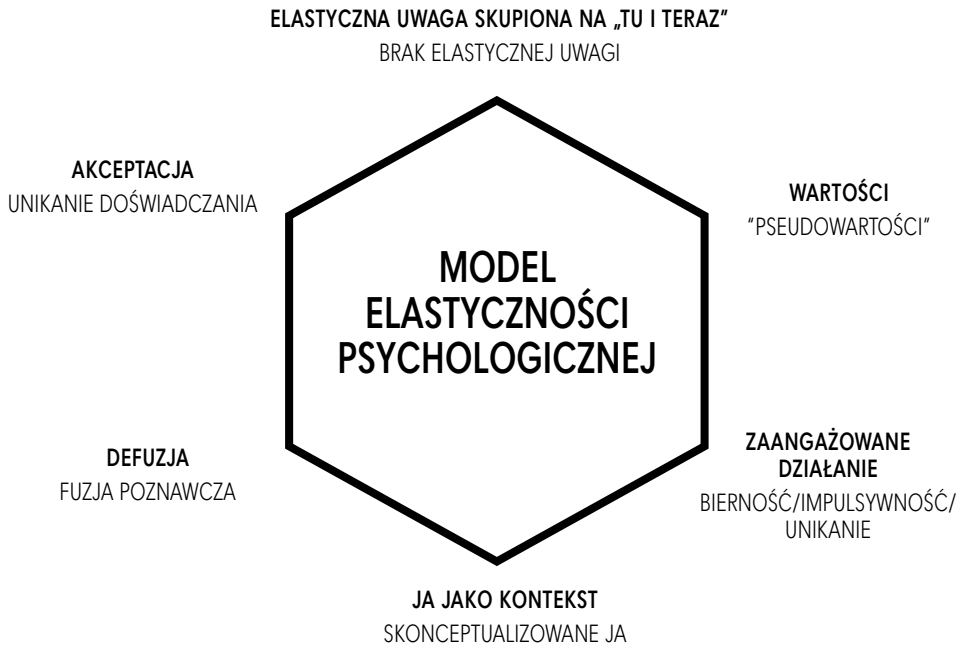 ELASTYCZNA UWAGA SKUPIONA NA „TU I TERAZ”
BRAK ELASTYCZNEJ UWAGI
AKCEPTACJA
UNIKANIE DOŚWIADCZANIA
WARTOŚCI
"PSEUDOWARTOŚCI"
MODEL
ELASTYCZNOŚCI
PSYCHOLOGICZNEJ
DEFUZJA
FUZJA POZNAWCZA
ZAANGAŻOWANE
DZIAŁANIE
BIERNOŚĆ/IMPULSYWNOŚĆ/
UNIKANIE
JA JAKO KONTEKST
SKONCEPTUALIZOWANE JA